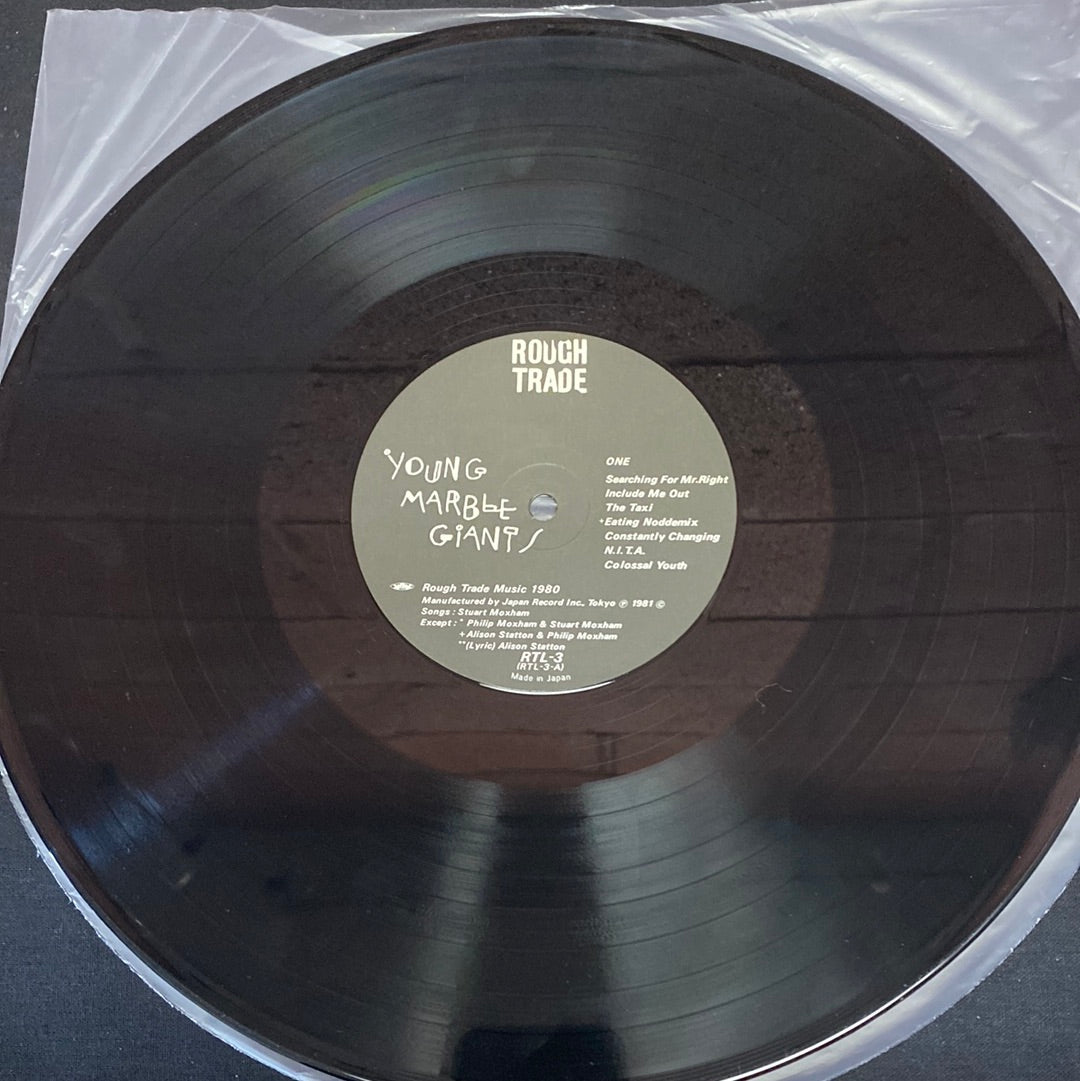 ROUGH
TRADE
YOUNG
MARBLE
GIANTS
ONE
Searching For Mr.Right
Include Me Out
The Taxi
+Eating Noddemix
Constantly Changing
N.I.T.A.
Colossal Youth
Rough Trade Music 1980
Manufactured by Japan Record Inc., Tokyo ℗ 1981 ©
Songs : Stuart Moxham
Except : * Philip Moxham & Stuart Moxham
+Alison Statton & Philip Moxham
**(Lyric) Alison Statton
RTL-3
(RTL-3-A)
Made in Japan